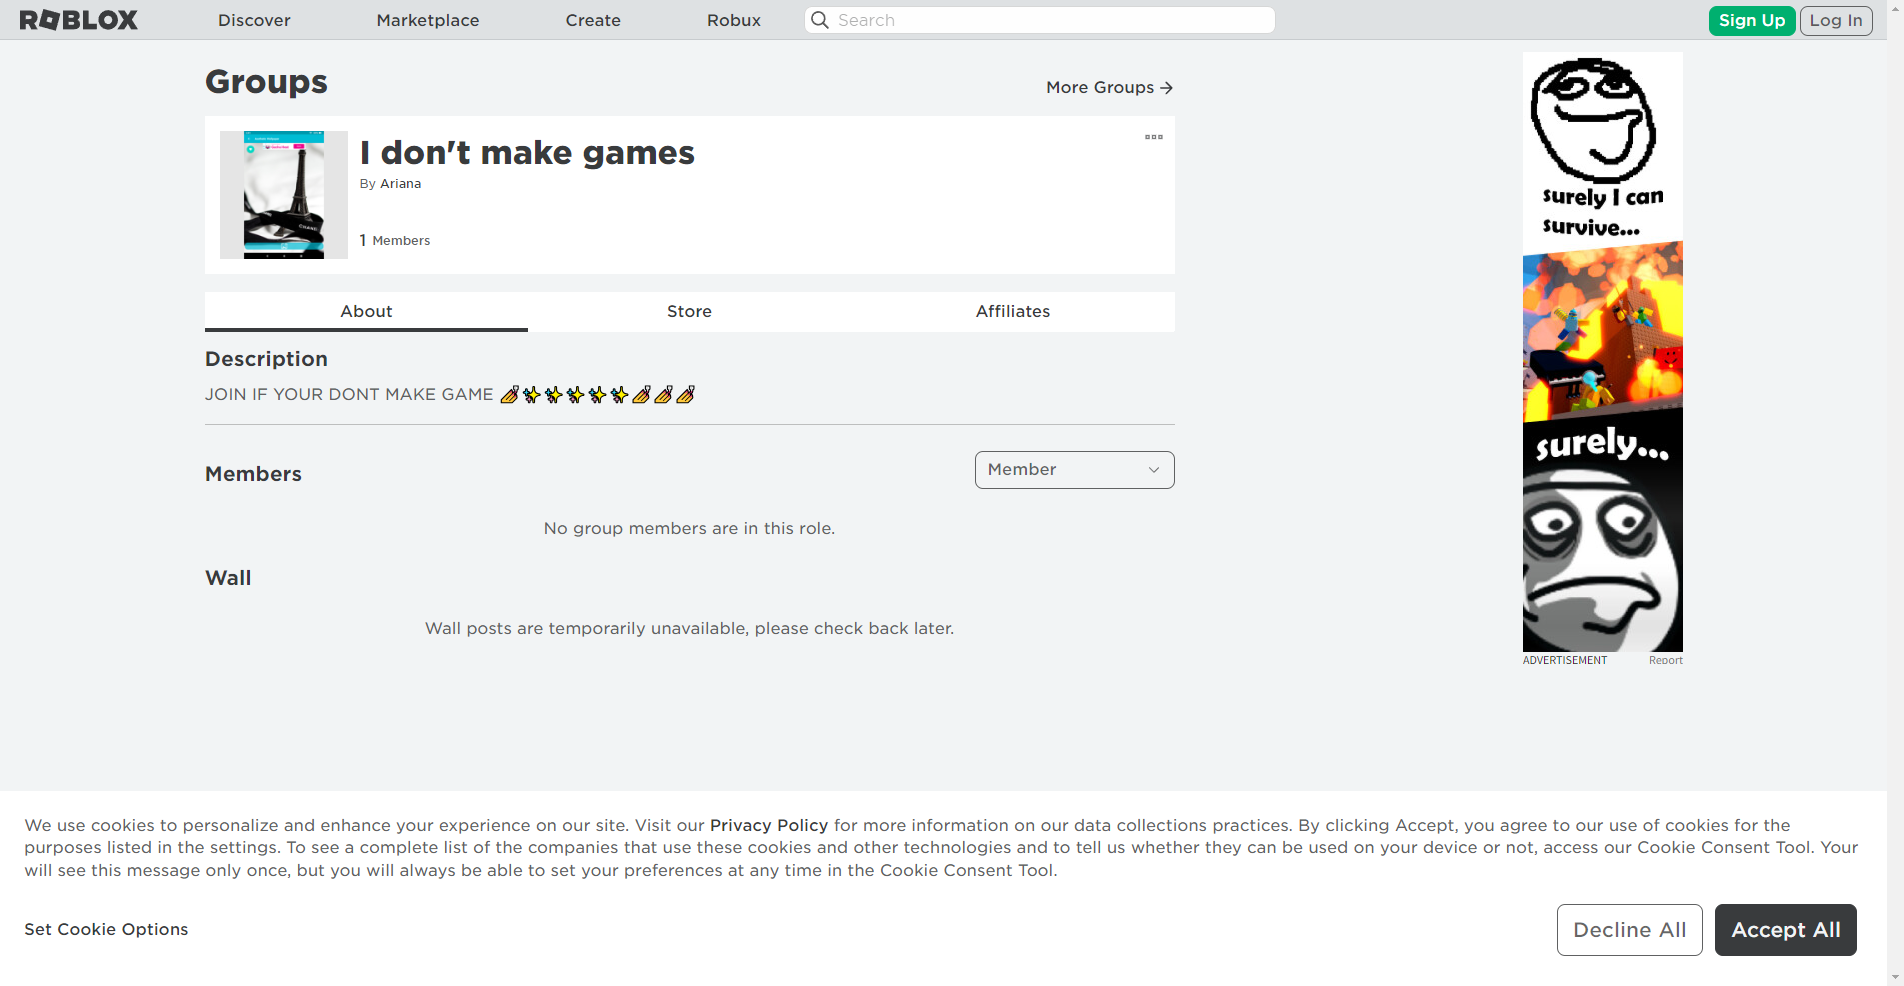 ROBLOX
Discover
Marketplace
Create
Robux
Search
Sign Up
Log In
Groups
More Groups →
I don't make games
By Ariana
1 Members
CHANEL
About
Store
Affiliates
Description
JOIN IF YOUR DONT MAKE GAME 💅✨✨✨✨✨💅💅💅
Members
Member
No group members are in this role.
Wall
Wall posts are temporarily unavailable, please check back later.
surely I can
survive...
surely...
ADVERTISEMENT
Report
We use cookies to personalize and enhance your experience on our site. Visit our Privacy Policy for more information on our data collections practices. By clicking Accept, you agree to our use of cookies for the
purposes listed in the settings. To see a complete list of the companies that use these cookies and other technologies and to tell us whether they can be used on your device or not, access our Cookie Consent Tool. Your
will see this message only once, but you will always be able to set your preferences at any time in the Cookie Consent Tool.
Set Cookie Options
Decline All
Accept All